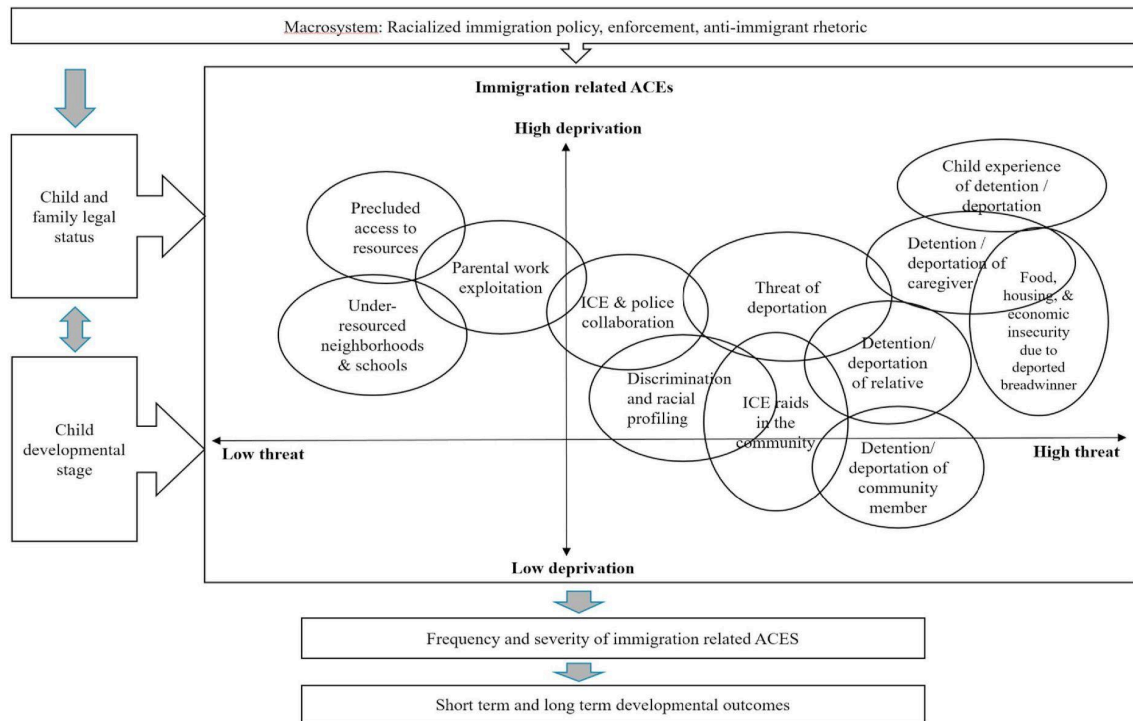 Macrosystem: Racialized immigration policy, enforcement, anti-immigrant rhetoric
Immigration related ACEs
High deprivation
Child and
family legal
status
Child
developmental
stage
Precluded
access to
resources
Under-
resourced
neighborhoods
& schools
Parental work
exploitation
ICE & police
collaboration
Discrimination
and racial
profiling
Threat of
deportation
ICE raids
in the
community
Detention/
deportation
of relative
Detention/
deportation of
community
member
Child experience
of detention /
deportation
Detention /
deportation of
caregiver
Food,
housing, &
economic
insecurity
due to
deported
breadwinner
Low threat
High threat
Low deprivation
Frequency and severity of immigration related ACES
Short term and long term developmental outcomes